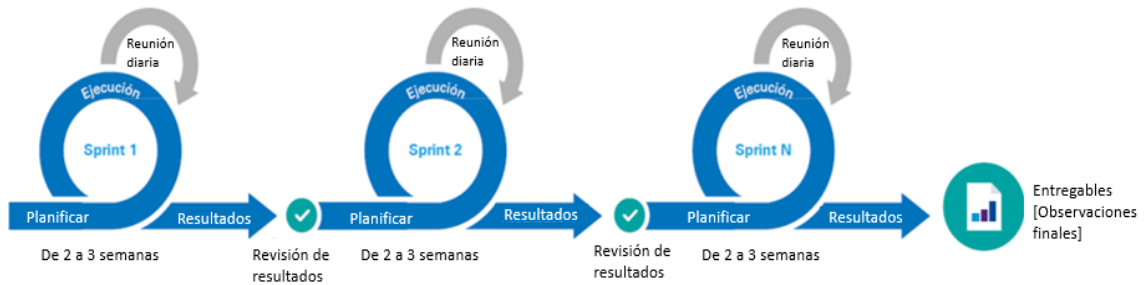 Reunión
diaria
Ejecución
Sprint 1
Planificar
Resultados
De 2 a 3 semanas
Revisión de
resultados
Reunión
diaria
Ejecución
Sprint 2
Planificar
Resultados
De 2 a 3 semanas
Revisión de
resultados
Reunión
diaria
Ejecución
Sprint N
Planificar
Resultados
De 2 a 3 semanas
Entregables
[Observaciones
finales]